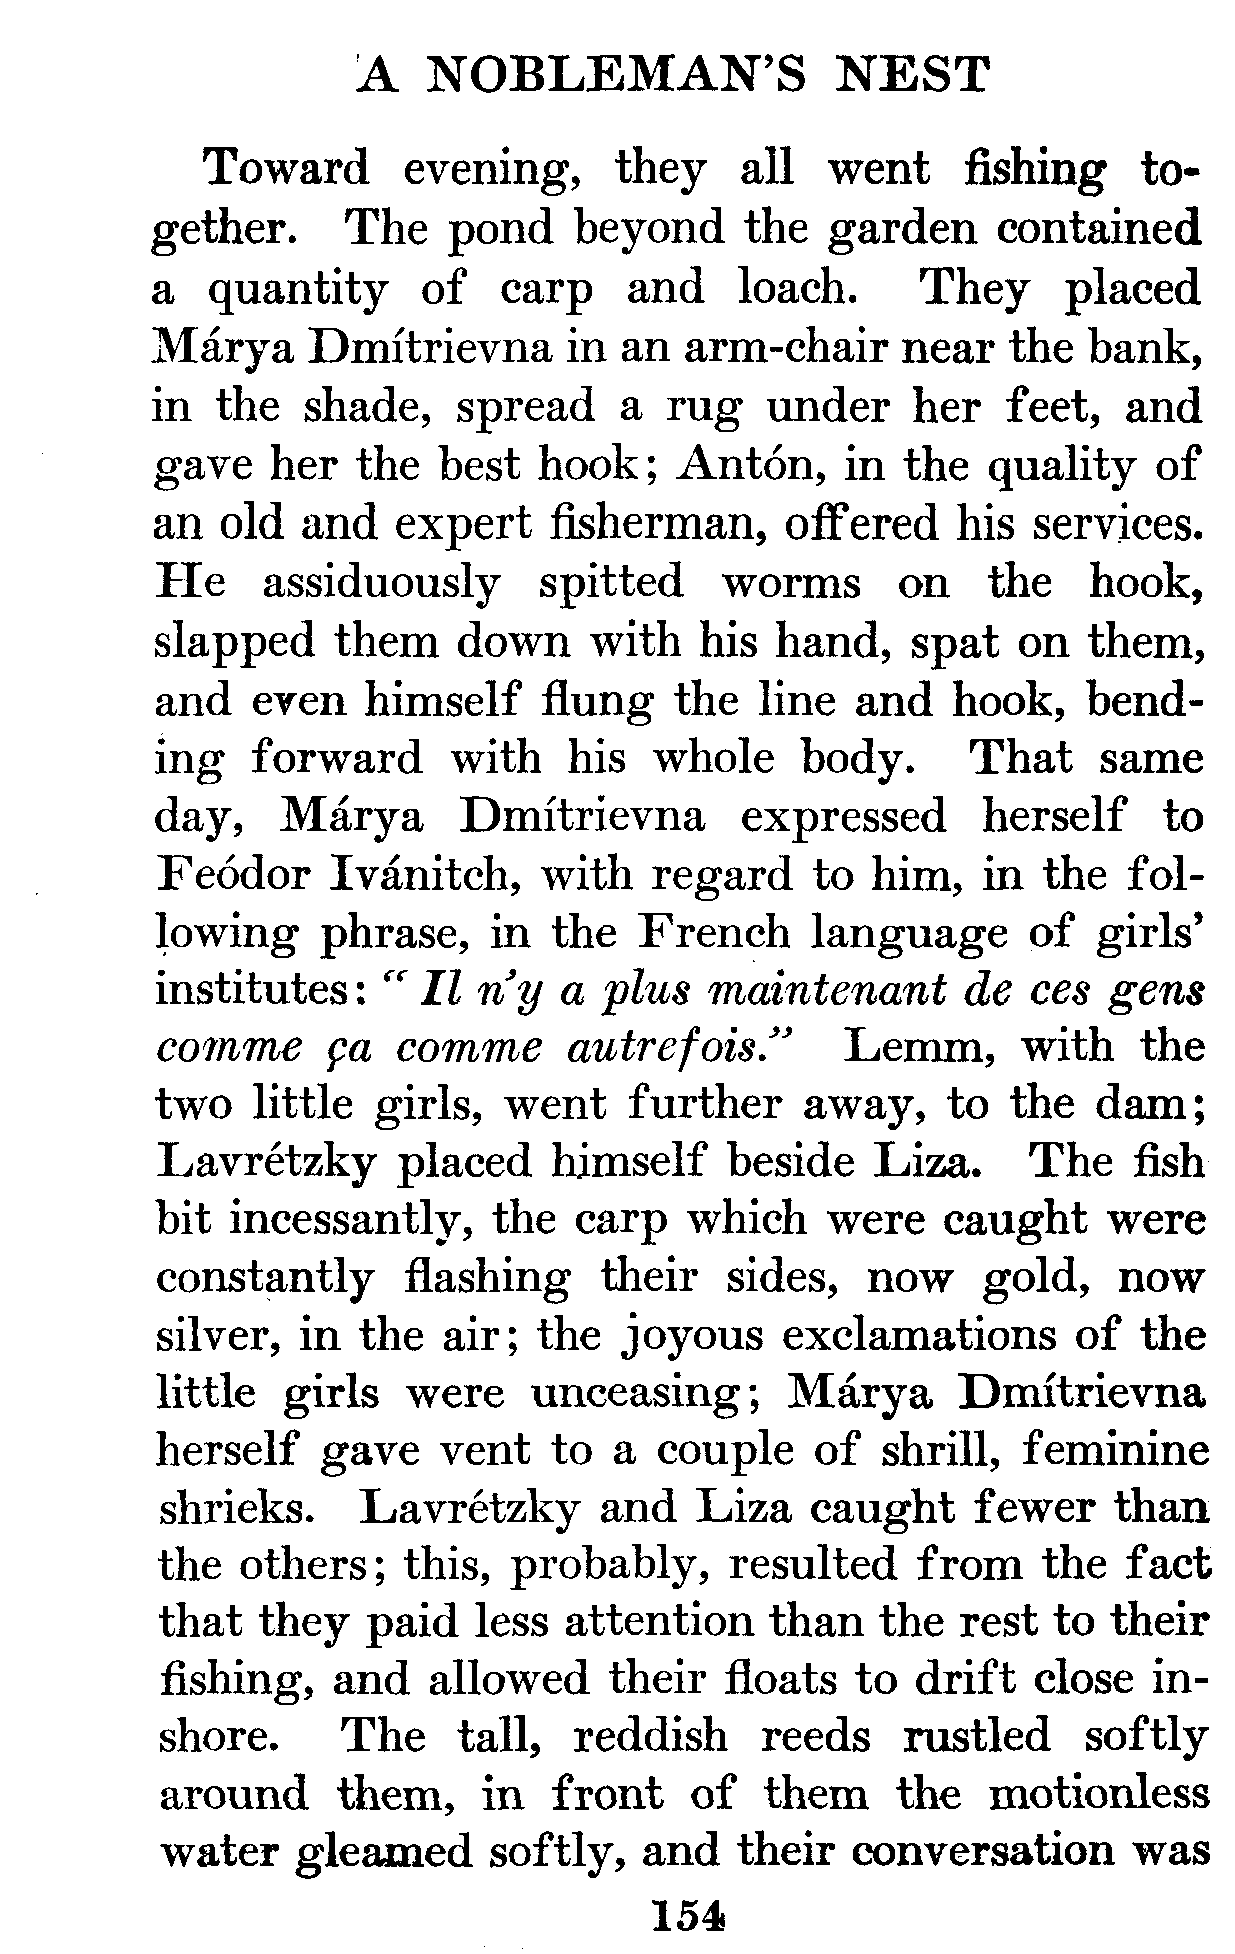 A NOBLEMAN'S NEST
Toward evening, they all went fishing to-
gether. The pond beyond the garden contained
a quantity of carp and loach. They placed
Márya Dmítrievna in an arm-chair near the bank,
in the shade, spread a rug under her feet, and
gave her the best hook; Antón, in the quality of
an old and expert fisherman, offered his services.
He assiduously spitted worms on the hook,
slapped them down with his hand, spat on them,
and even himself flung the line and hook, bend-
ing forward with his whole body. That same
day, Márya Dmítrievna expressed herself to
Feódor Ivánitch, with regard to him, in the fol-
lowing phrase, in the French language of girls'
institutes: "Il n'y a plus maintenant de ces gens
comme ça comme autrefois." Lemm, with the
two little girls, went further away, to the dam;
Lavrétzky placed himself beside Liza. The fish
bit incessantly, the carp which were caught were
constantly flashing their sides, now gold, now
silver, in the air; the joyous exclamations of the
little girls were unceasing; Márya Dmítrievna
herself gave vent to a couple of shrill, feminine
shrieks. Lavrétzky and Liza caught fewer than
the others; this, probably, resulted from the fact
that they paid less attention than the rest to their
fishing, and allowed their floats to drift close in-
shore. The tall, reddish reeds rustled softly
around them, in front of them the motionless
water gleamed softly, and their conversation was
154